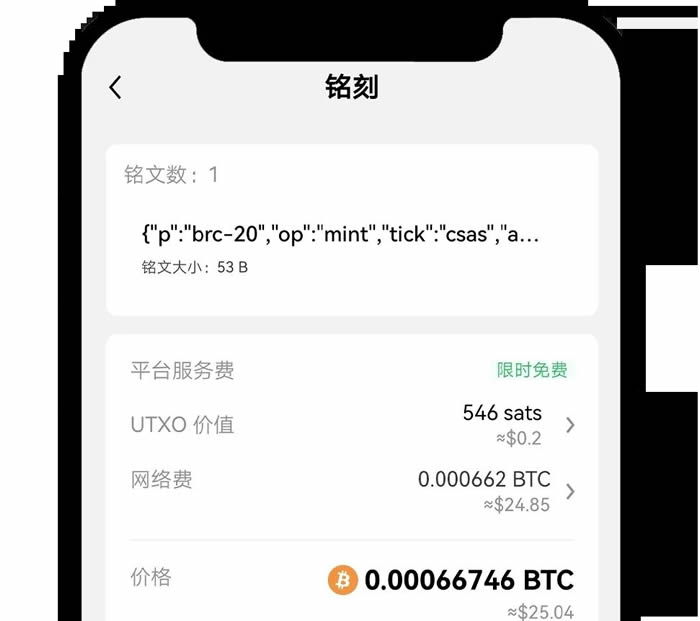 铭刻
铭文数：1
{"p":"brc-20","op":"mint","tick":"csas","a...
铭文大小：53 B
平台服务费 限时免费
UTXO 价值 546 sats
≈$0.2
网络费 0.000662 BTC
≈$24.85
价格 0.00066746 BTC
≈$25.04